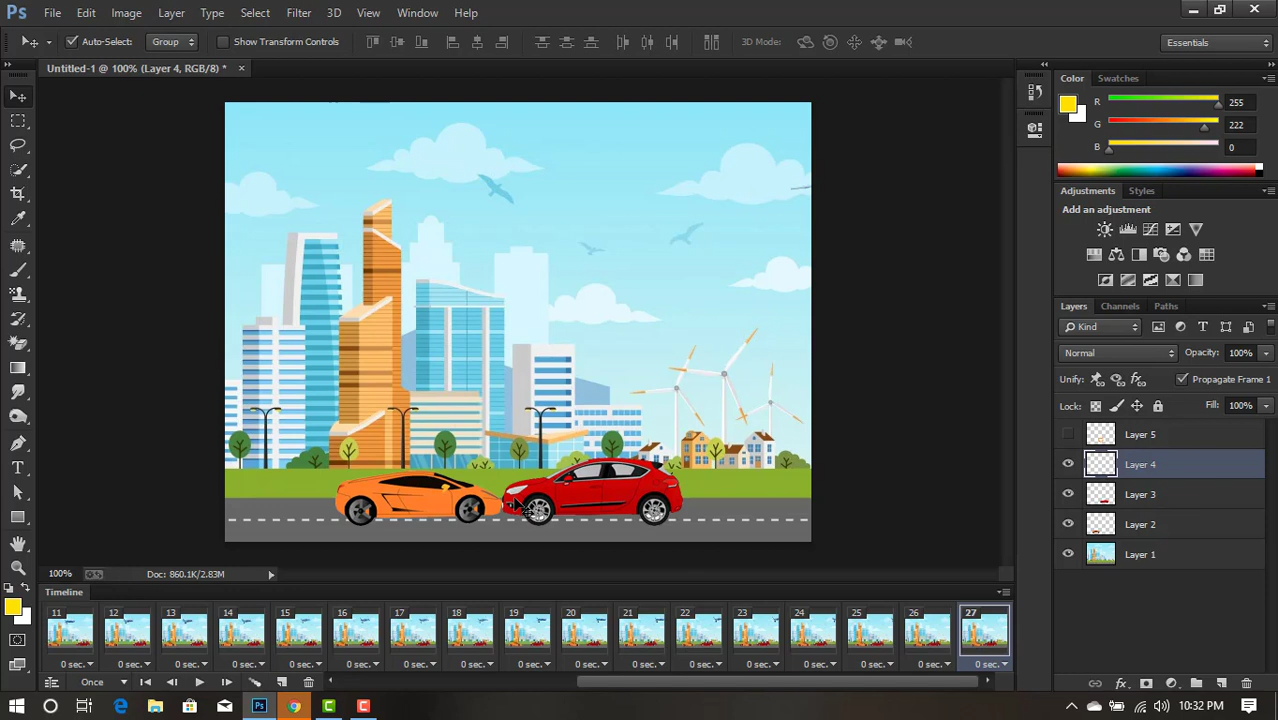 Ps File Edit Image Layer Type Select Filter 3D View Window Help
Auto-Select: Group Show Transform Controls 3D Mode: Essentials
Untitled-1 @ 100% (Layer 4, RGB/8) * ×
Color Swatches
R 255
G 222
B 0
Adjustments Styles
Add an adjustment
Layers Channels Paths
Kind
Normal Opacity: 100%
Unify: Propagate Frame 1
Lock: Fill: 100%
Layer 5
Layer 4
Layer 3
Layer 2
Layer 1
100% Doc: 860.1K/2.83M
Timeline
11 12 13 14 15 16 17 18 19 20 21 22 23 24 25 26 27
0 sec. 0 sec. 0 sec. 0 sec. 0 sec. 0 sec. 0 sec. 0 sec. 0 sec. 0 sec. 0 sec. 0 sec. 0 sec. 0 sec. 0 sec. 0 sec. 0 sec.
Once
10:32 PM